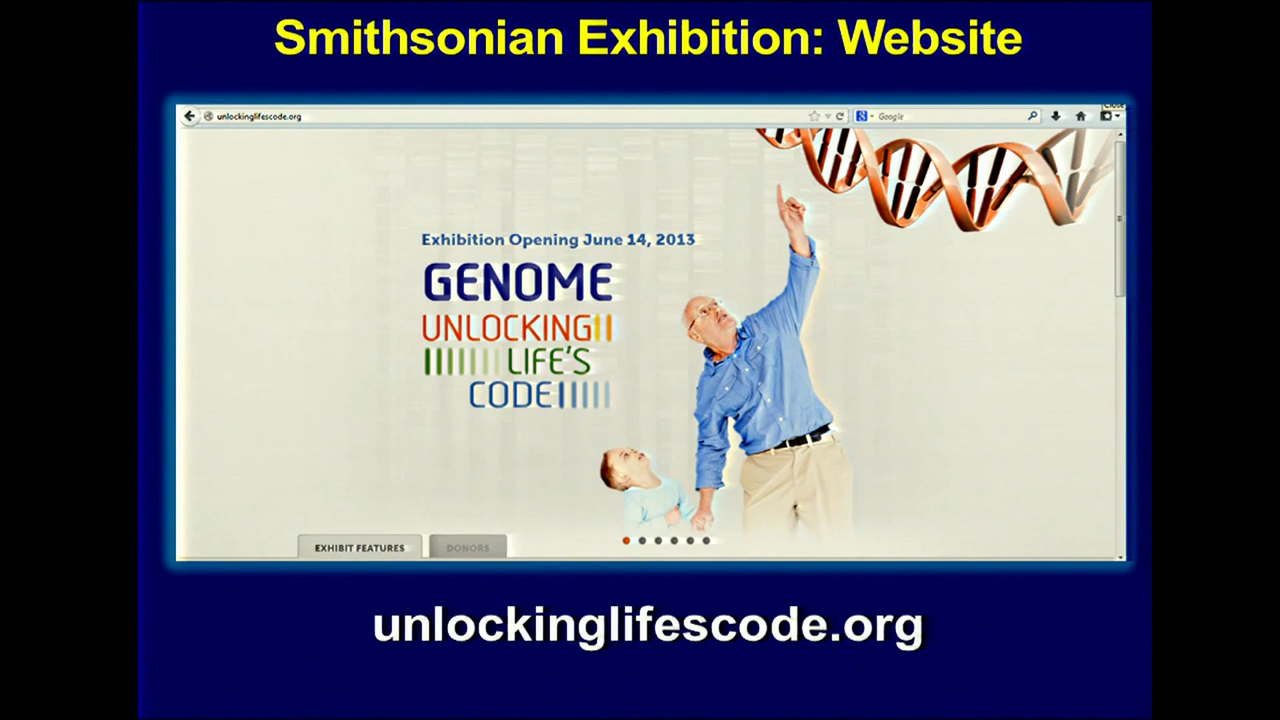 Smithsonian Exhibition: Website
unlockinglifescode.org
Google
Exhibition Opening June 14, 2013
GENOME
UNLOCKING
LIFE'S
CODE
EXHIBIT FEATURES
DONORS
unlockinglifescode.org